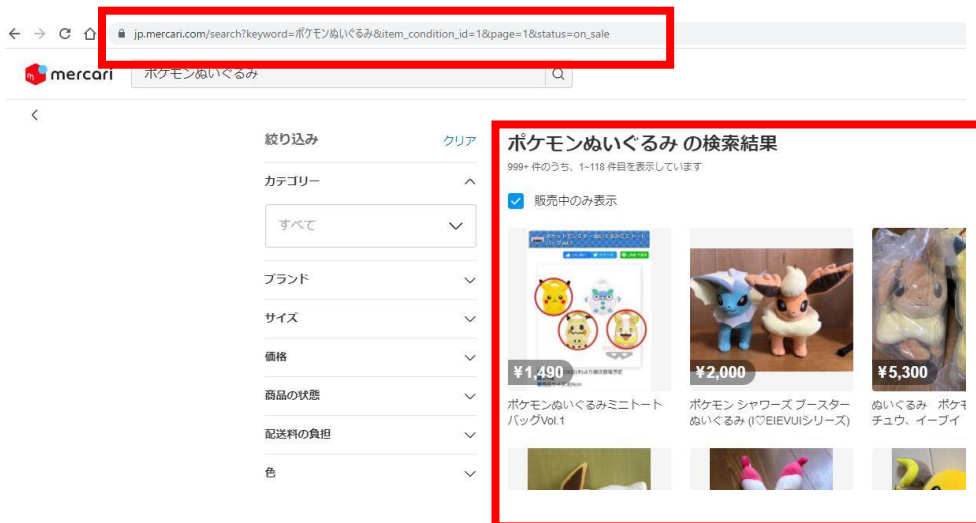 jp.mercari.com/search?keyword=ポケモンぬいぐるみ&item_condition_id=1&page=1&status=on_sale
mercari
ポケモンぬいぐるみ
絞り込み
クリア
カテゴリー
すべて
ブランド
サイズ
価格
商品の状態
配送料の負担
色
ポケモンぬいぐるみ の検索結果
999+ 件のうち、1~118 件目を表示しています
販売中のみ表示
¥1,490
ポケモンぬいぐるみミニトート
バッグVol.1
¥2,000
ポケモン シャワーズ ブースター
ぬいぐるみ (I♡EIEVUIシリーズ)
¥5,300
ぬいぐるみ ポケモ
チュウ、イーブイ